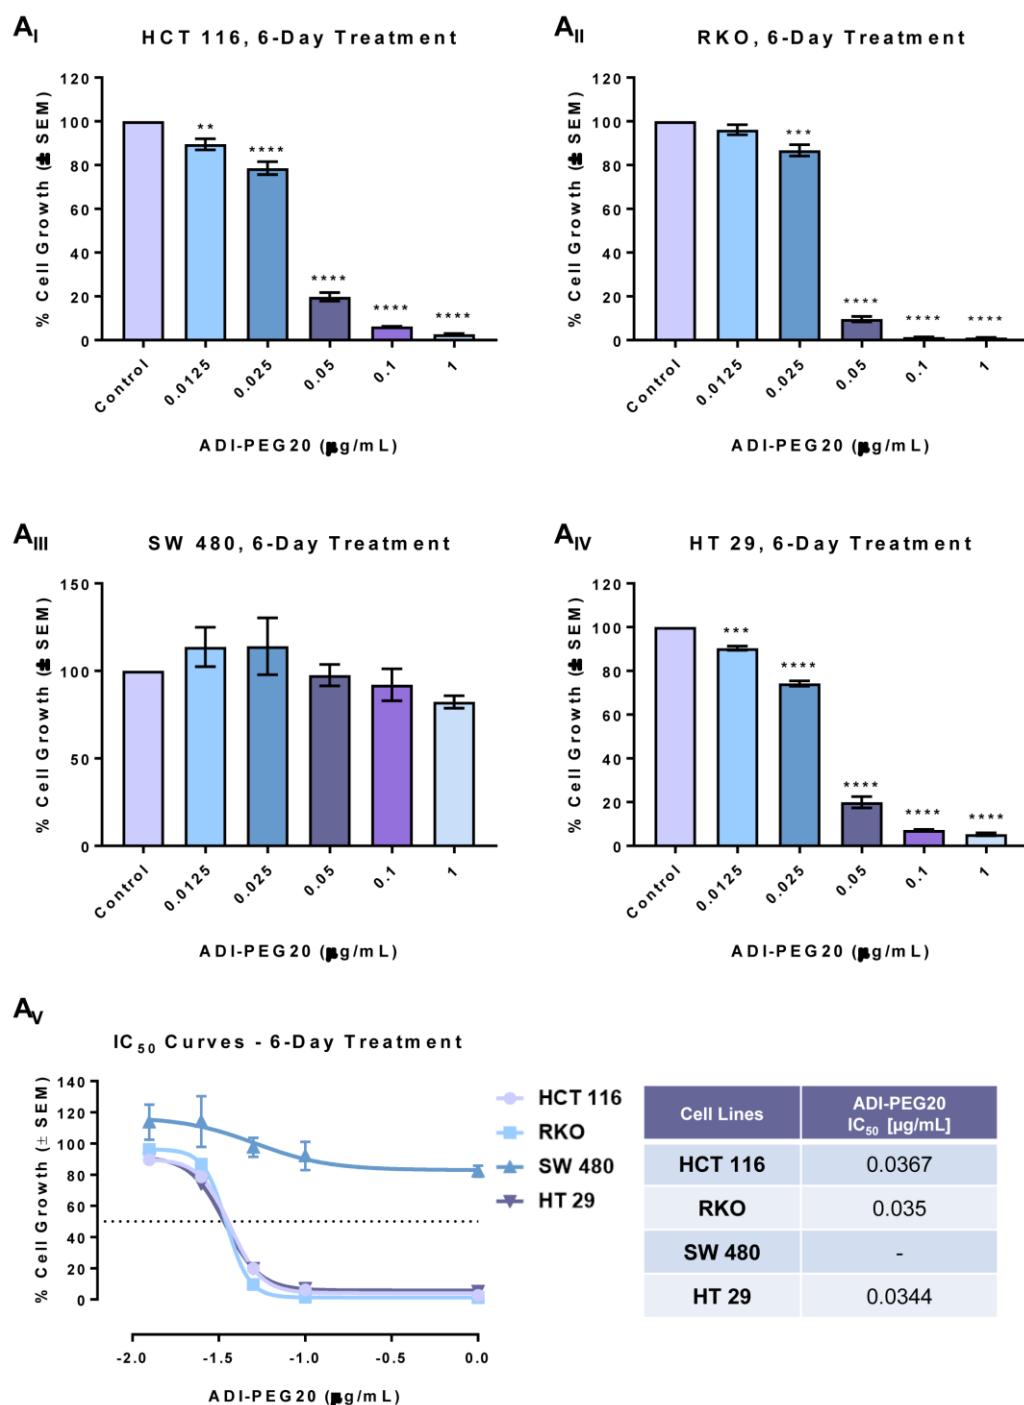 A_I HCT 116, 6-Day Treatment
% Cell Growth (± SEM)
120
100
80
60
40
20
0
** **** **** **** ****
Control 0.0125 0.025 0.05 0.1 1
ADI-PEG20 (µg/mL)
A_II RKO, 6-Day Treatment
% Cell Growth (± SEM)
120
100
80
60
40
20
0
*** **** **** ****
Control 0.0125 0.025 0.05 0.1 1
ADI-PEG20 (µg/mL)
A_III SW 480, 6-Day Treatment
% Cell Growth (± SEM)
150
100
50
0
Control 0.0125 0.025 0.05 0.1 1
ADI-PEG20 (µg/mL)
A_IV HT 29, 6-Day Treatment
% Cell Growth (± SEM)
120
100
80
60
40
20
0
*** **** **** **** ****
Control 0.0125 0.025 0.05 0.1 1
ADI-PEG20 (µg/mL)
A_V
IC50 Curves - 6-Day Treatment
% Cell Growth (± SEM)
140
120
100
80
60
40
20
0
-2.0 -1.5 -1.0 -0.5 0.0
ADI-PEG20 (µg/mL)
HCT 116
RKO
SW 480
HT 29
Cell Lines ADI-PEG20 IC50 [µg/mL]
HCT 116 0.0367
RKO 0.035
SW 480 -
HT 29 0.0344